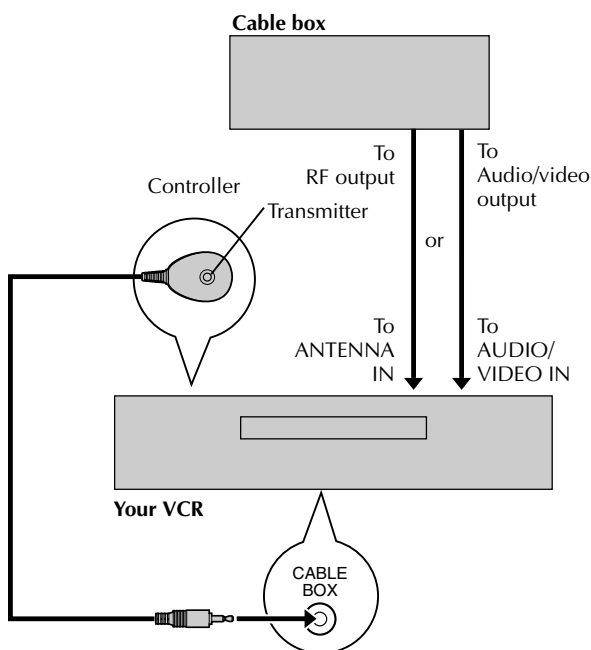 Cable box
To
RF output
To
Audio/video
output
Controller
Transmitter
or
To
ANTENNA
IN
To
AUDIO/
VIDEO IN
Your VCR
CABLE
BOX